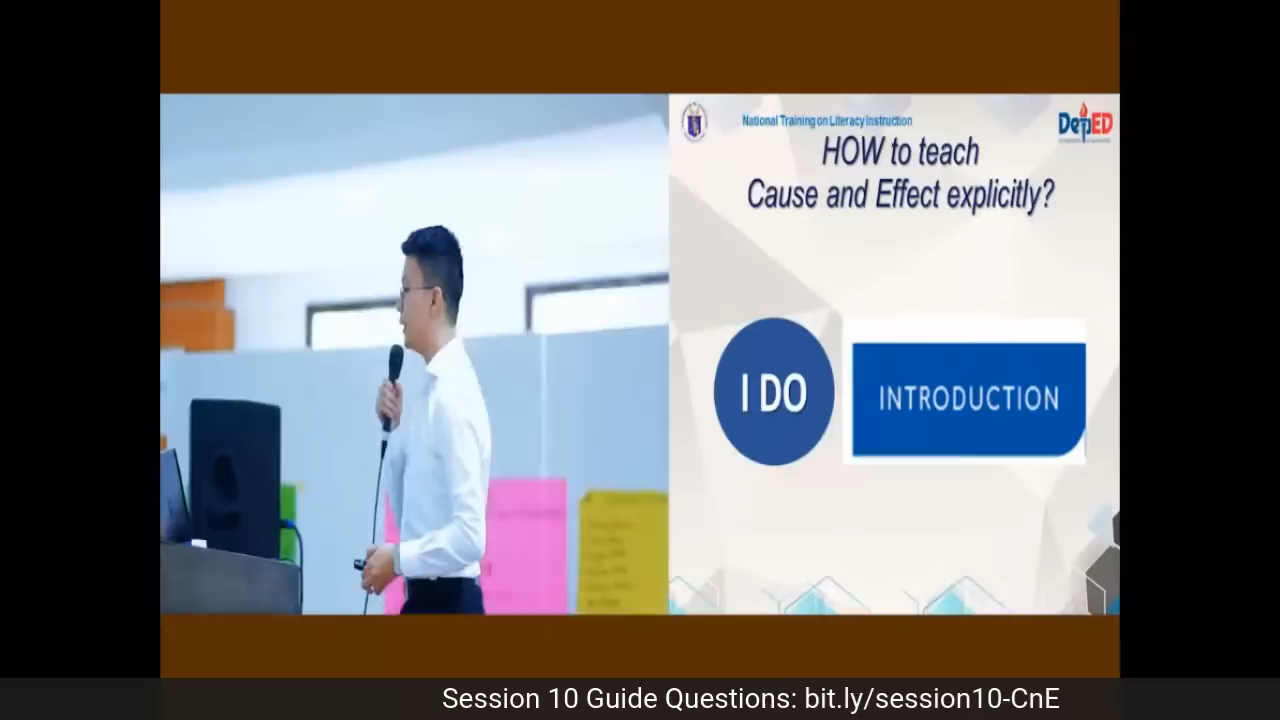 National Training on Literacy Instruction
DepED
HOW to teach
Cause and Effect explicitly?
I DO
INTRODUCTION
Session 10 Guide Questions: bit.ly/session10-CnE